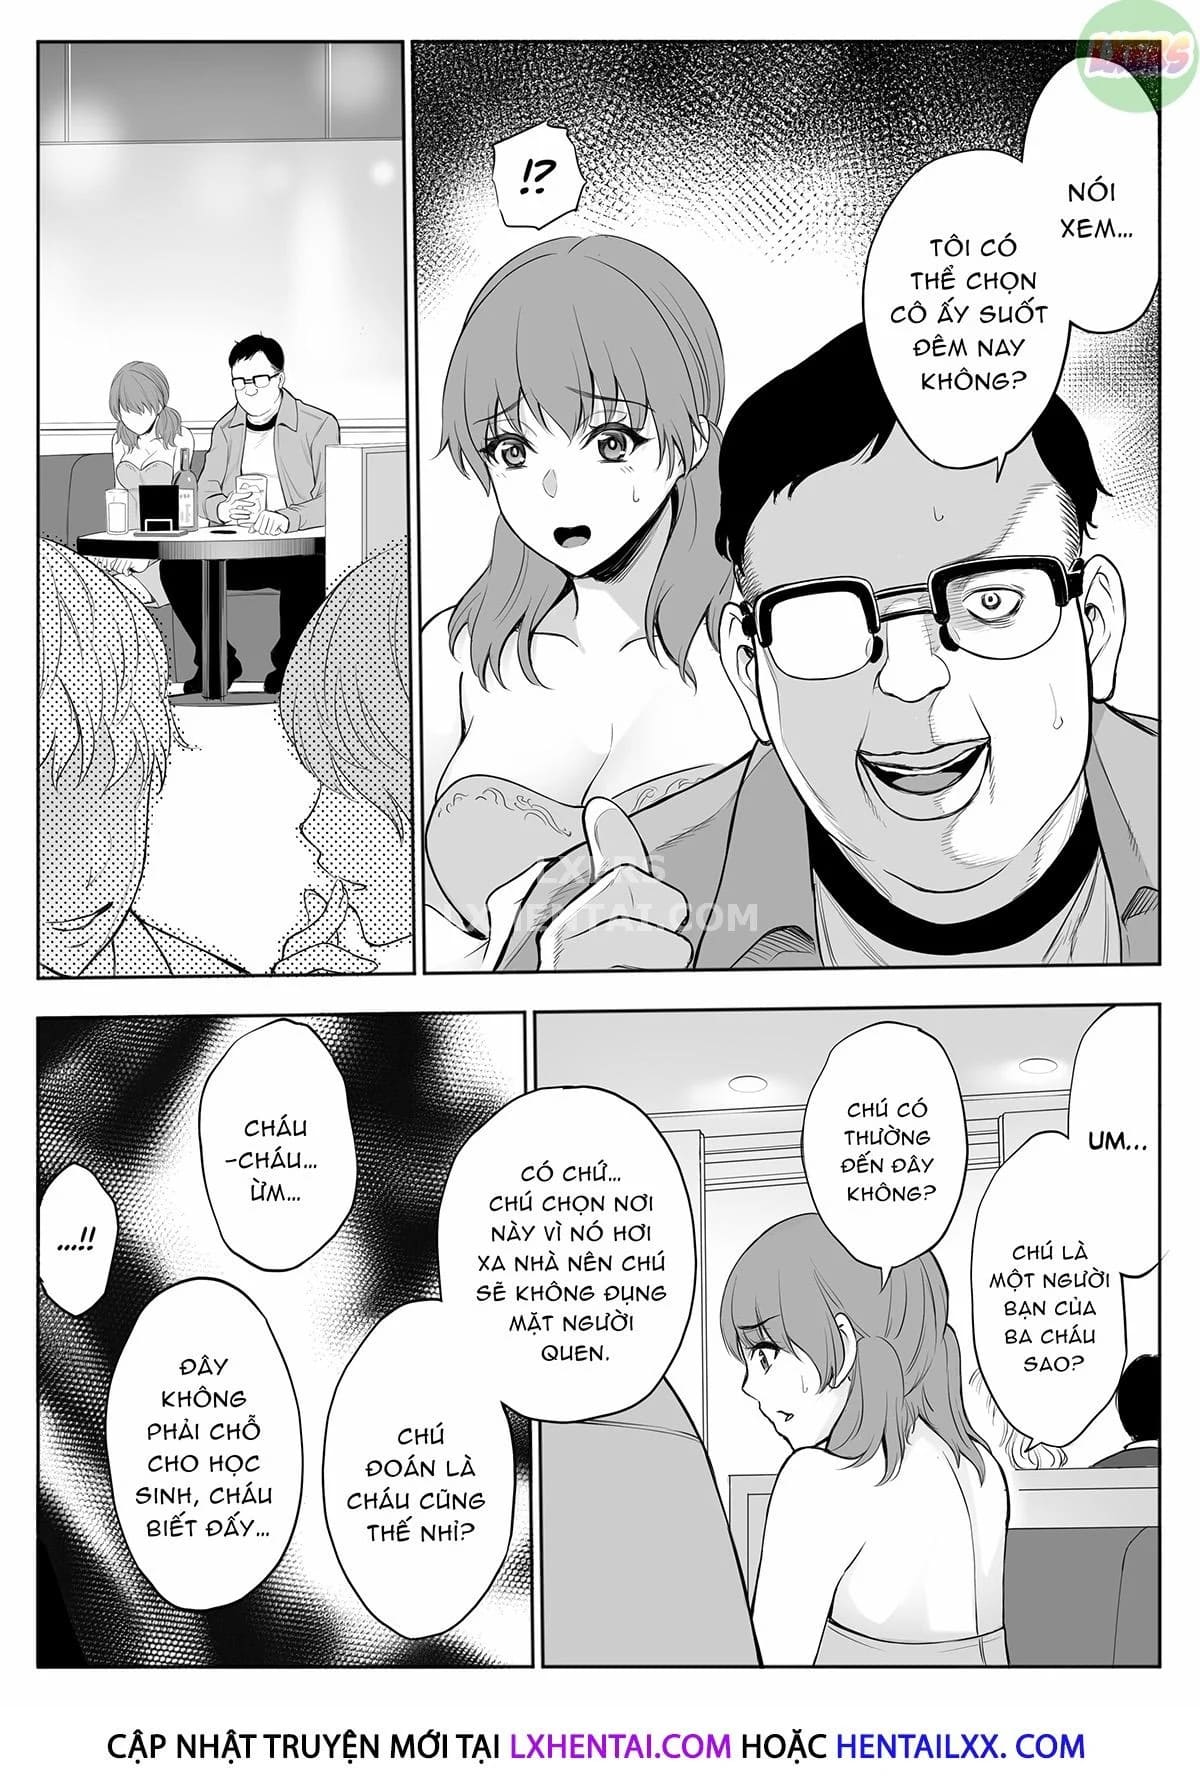 NÓI
XEM...
TÔI CÓ
THỂ CHỌN
CÔ ẤY SUỐT
ĐÊM NAY
KHÔNG?
!?
UM...
CHÚ LÀ
MỘT NGƯỜI
BẠN CỦA
BA CHÁU
SAO?
CHÚ CÓ
THƯỜNG
ĐẾN ĐÂY
KHÔNG?
CÓ CHỨ...
CHÚ CHỌN NƠI
NÀY VÌ NÓ HƠI
XA NHÀ NÊN CHÚ
SẼ KHÔNG ĐỤNG
MẶT NGƯỜI
QUEN.
CHÚ
ĐOÁN LÀ
CHÁU CŨNG
THẾ NHỈ?
CHÁU
-CHÁU...
ỪM...
ĐÂY
KHÔNG
PHẢI CHỖ
CHO HỌC
SINH, CHÁU
BIẾT ĐẤY...
...!!
LXERS
LXHENTAI.COM
CẬP NHẬT TRUYỆN MỚI TẠI LXHENTAI.COM HOẶC HENTAILXX. COM